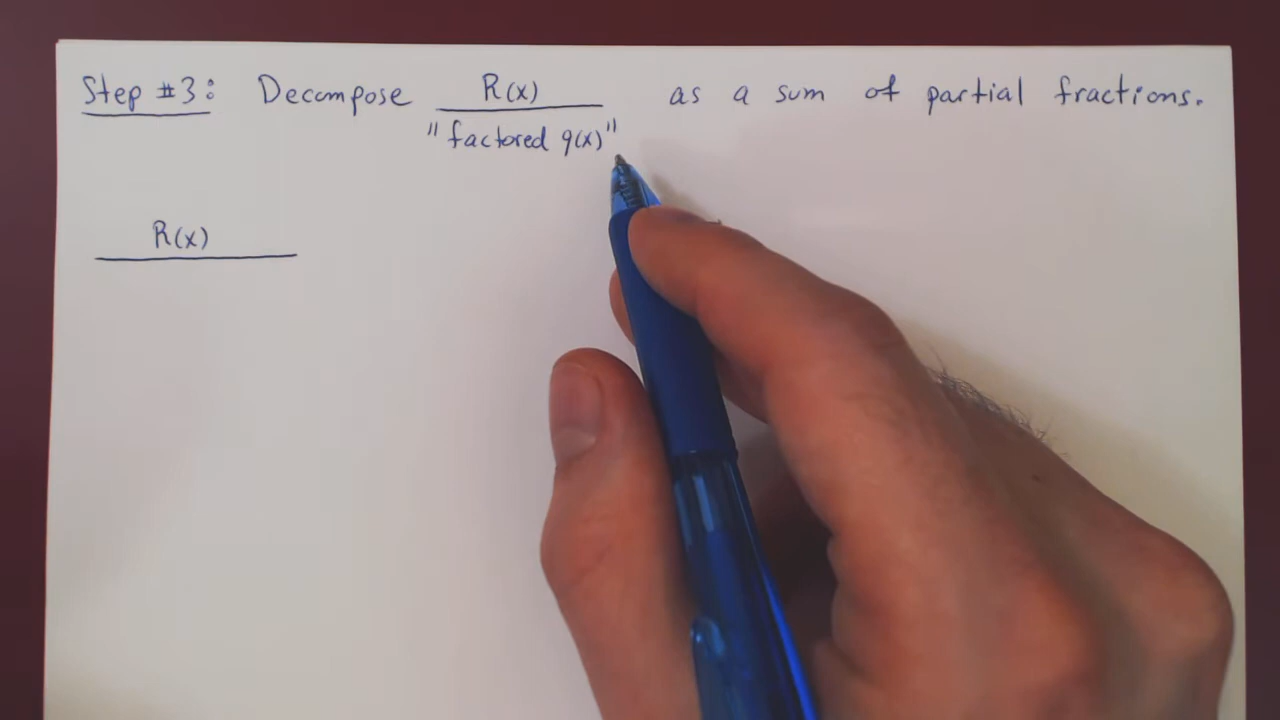 Step #3: Decompose R(x) as a sum of partial fractions.
"factored q(x)"
R(x)